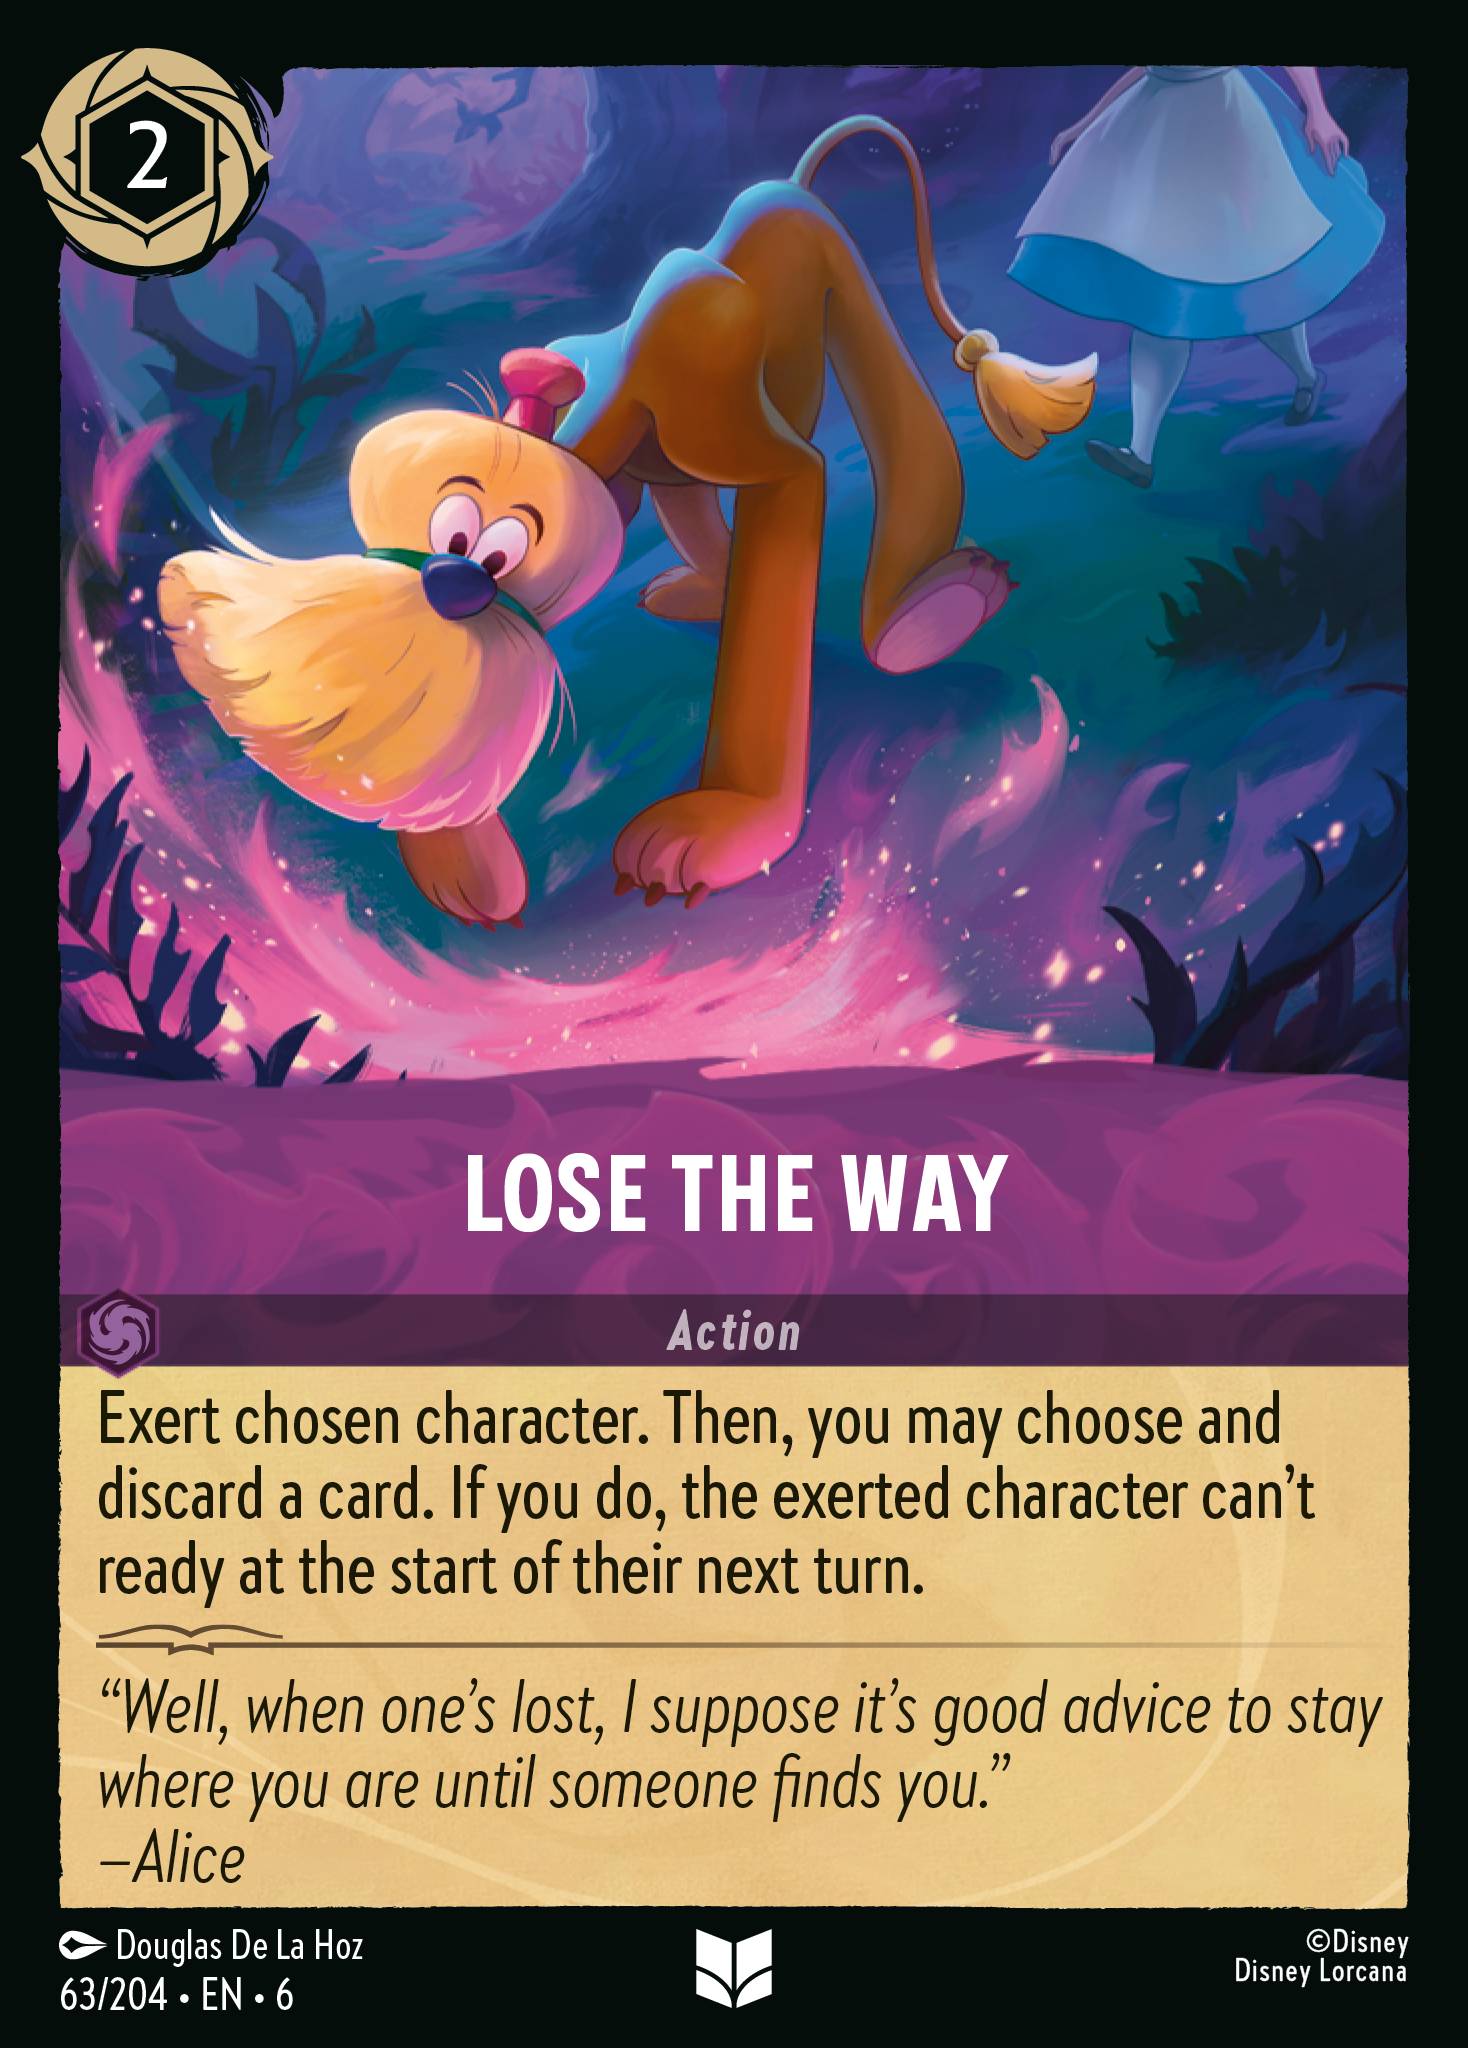 2
LOSE THE WAY
Action
Exert chosen character. Then, you may choose and
discard a card. If you do, the exerted character can’t
ready at the start of their next turn.
“Well, when one’s lost, I suppose it’s good advice to stay
where you are until someone finds you.”
–Alice
Douglas De La Hoz
63/204 • EN • 6
©Disney
Disney Lorcana